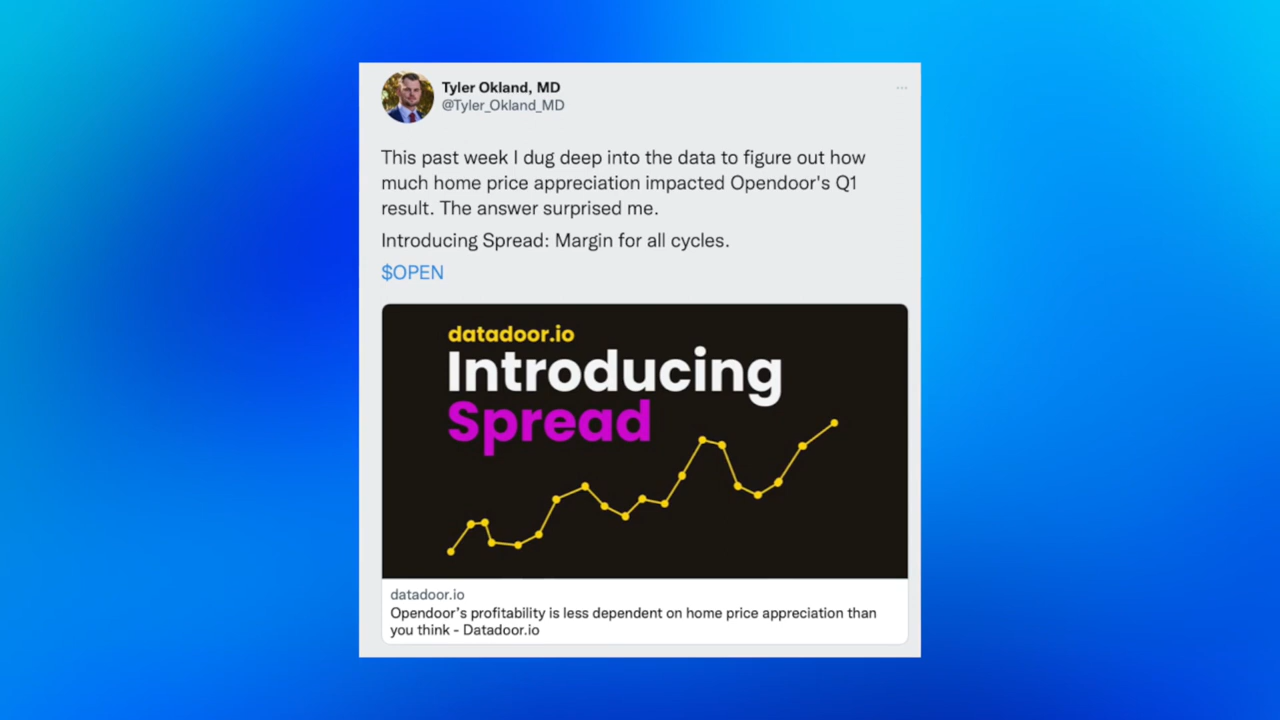 Tyler Okland, MD
@Tyler_Okland_MD
This past week I dug deep into the data to figure out how
much home price appreciation impacted Opendoor's Q1
result. The answer surprised me.
Introducing Spread: Margin for all cycles.
$OPEN
datadoor.io
Introducing
Spread
datadoor.io
Opendoor's profitability is less dependent on home price appreciation than
you think - Datadoor.io